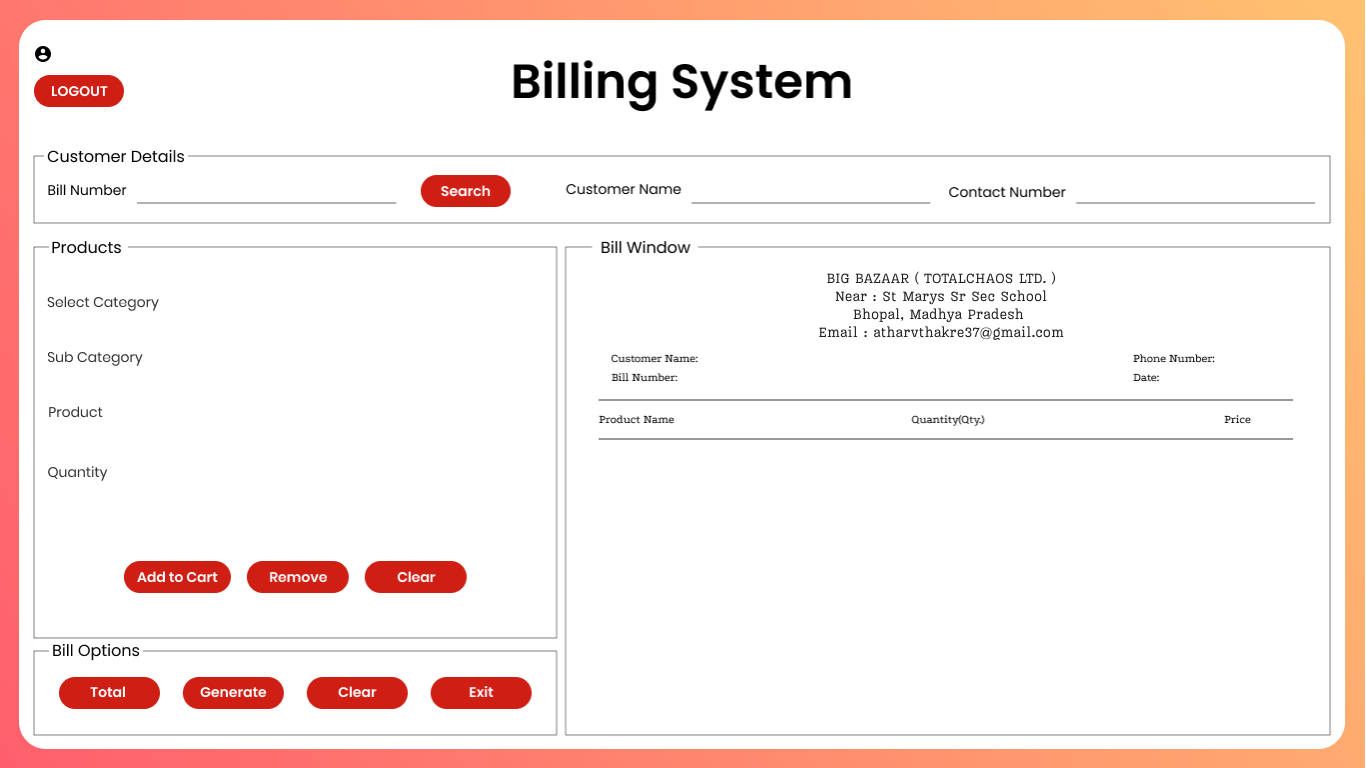 LOGOUT
Billing System
Customer Details
Bill Number
Search
Customer Name
Contact Number
Products
Select Category
Sub Category
Product
Quantity
Add to Cart
Remove
Clear
Bill Options
Total
Generate
Clear
Exit
Bill Window
BIG BAZAAR ( TOTALCHAOS LTD. )
Near : St Marys Sr Sec School
Bhopal, Madhya Pradesh
Email : atharvthakre37@gmail.com
Customer Name:
Phone Number:
Bill Number:
Date:
Product Name
Quantity(Qty.)
Price